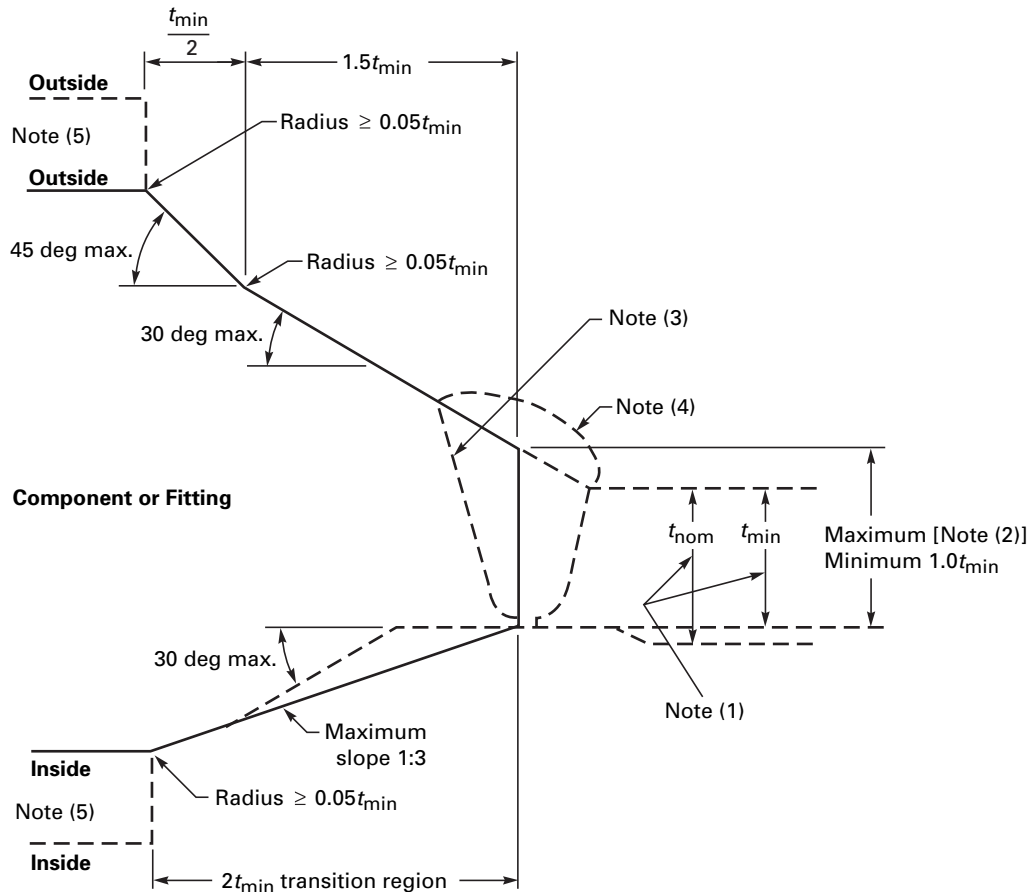 t_min
2
1.5t_min
Outside
Note (5)
Radius ≥ 0.05t_min
Outside
45 deg max.
Radius ≥ 0.05t_min
30 deg max.
Note (3)
Note (4)
Component or Fitting
t_nom
t_min
Maximum [Note (2)]
Minimum 1.0t_min
30 deg max.
Note (1)
Maximum
slope 1:3
Inside
Radius ≥ 0.05t_min
Note (5)
Inside
2t_min transition region